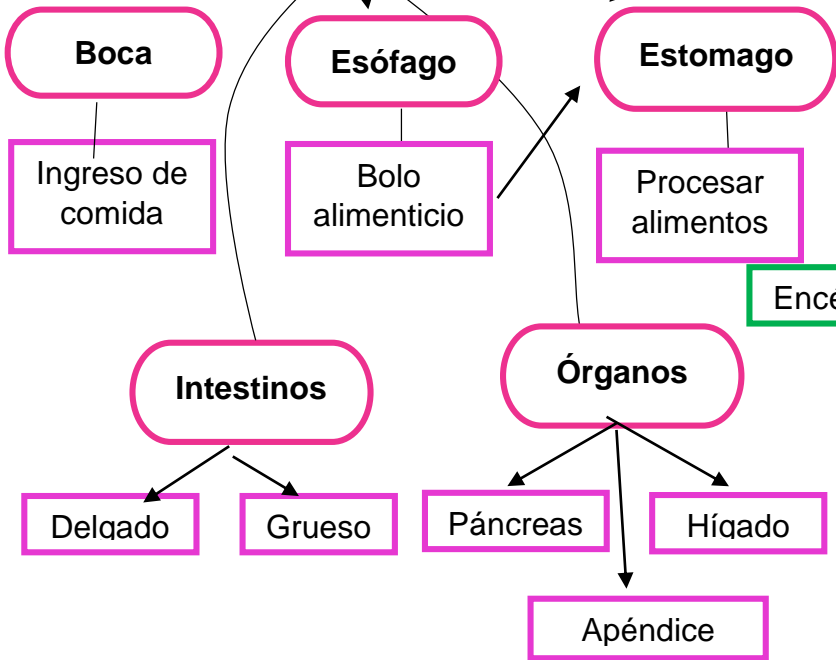 Boca
Esófago
Estomago
Ingreso de
comida
Bolo
alimenticio
Procesar
alimentos
Intestinos
Órganos
Delgado
Grueso
Páncreas
Hígado
Apéndice